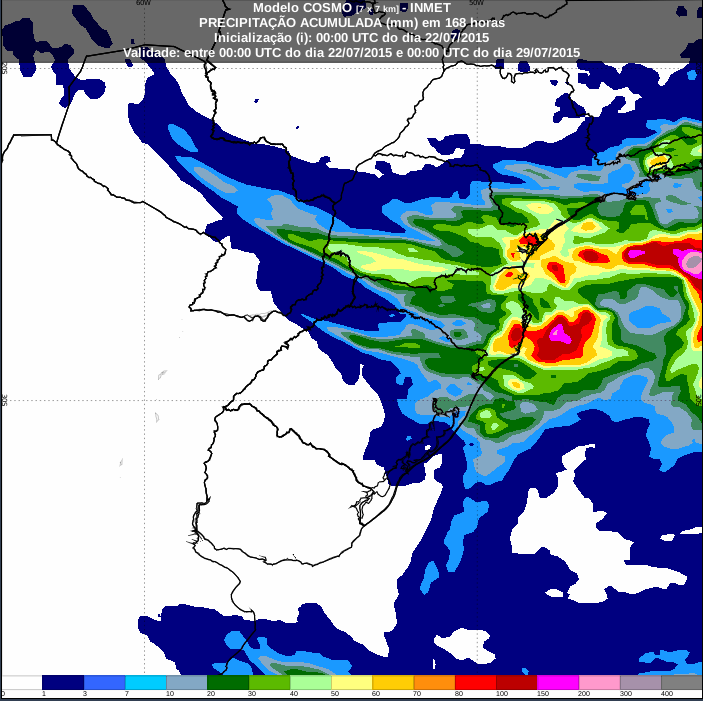 60W
50W
Modelo COSMO [7 x 7 km] - INMET
PRECIPITAÇÃO ACUMULADA (mm) em 168 horas
Inicialização (i): 00:00 UTC do dia 22/07/2015
Validade: entre 00:00 UTC do dia 22/07/2015 e 00:00 UTC do dia 29/07/2015
0 1 3 7 10 20 30 40 50 60 70 80 100 150 200 300 400